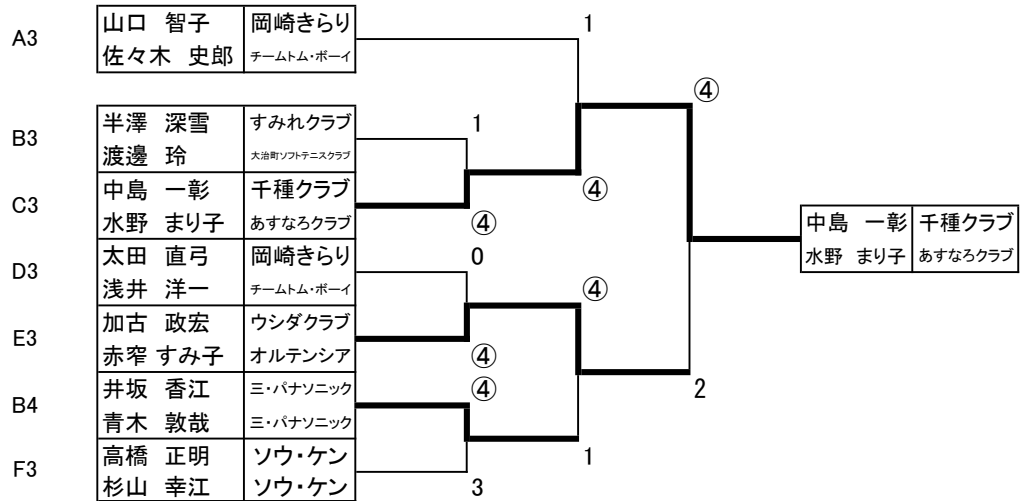 A3 山口 智子 岡崎きらり
佐々木 史郎 チームトム・ボーイ
1
④
B3 半澤 深雪 すみれクラブ
渡邊 玲 大治町ソフトテニスクラブ
1
④
C3 中島 一彰 千種クラブ
水野 まり子 あすなろクラブ
④
中島 一彰 千種クラブ
水野 まり子 あすなろクラブ
D3 太田 直弓 岡崎きらり
浅井 洋一 チームトム・ボーイ
0
④
E3 加古 政宏 ウシダクラブ
赤窄 すみ子 オルテンシア
④
2
B4 井坂 香江 三・パナソニック
青木 敦哉 三・パナソニック
④
1
F3 高橋 正明 ソウ・ケン
杉山 幸江 ソウ・ケン
3